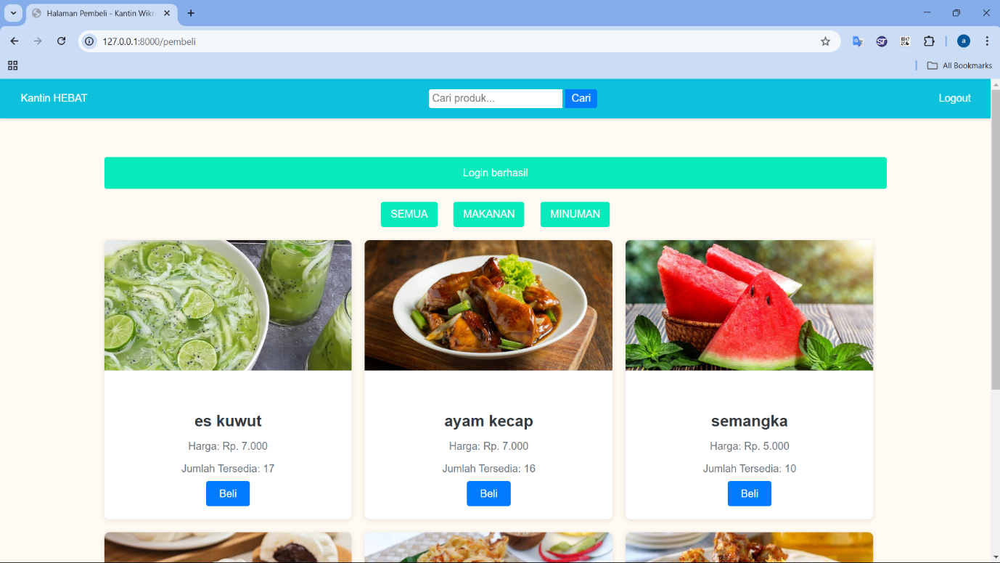 Halaman Pembeli - Kantin Wikr
127.0.0.1:8000/pembeli
a
All Bookmarks
Kantin HEBAT
Cari produk...
Cari
Logout
Login berhasil
SEMUA
MAKANAN
MINUMAN
es kuwut
ayam kecap
semangka
Harga: Rp. 7.000
Harga: Rp. 7.000
Harga: Rp. 5.000
Jumlah Tersedia: 17
Jumlah Tersedia: 16
Jumlah Tersedia: 10
Beli
Beli
Beli